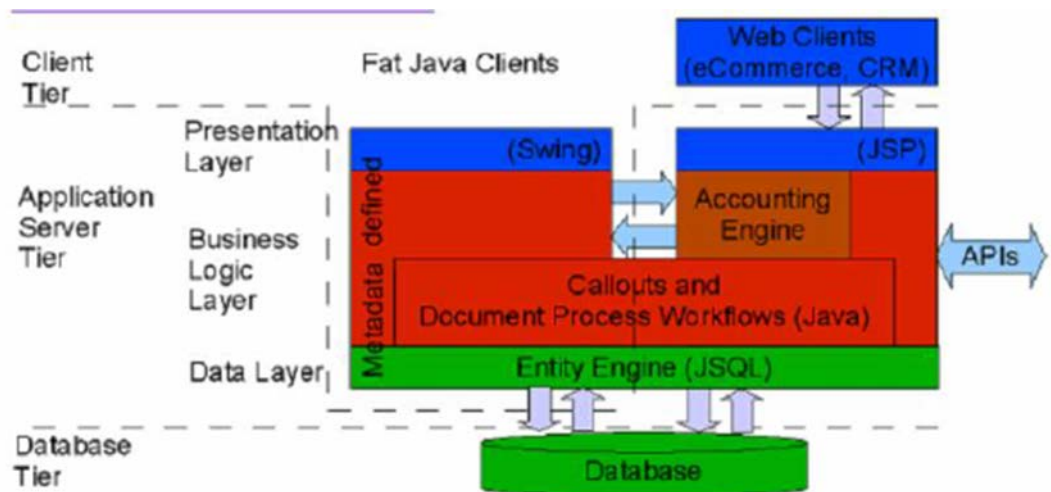 Client
Tier
Fat Java Clients
Web Clients
(eCommerce, CRM)
Presentation
Layer
(Swing)
(JSP)
Application
Server
Tier
Business
Logic
Layer
Metadata defined
Accounting
Engine
APIs
Callouts and
Document Process Workflows (Java)
Data Layer
Entity Engine (JSQL)
Database
Tier
Database